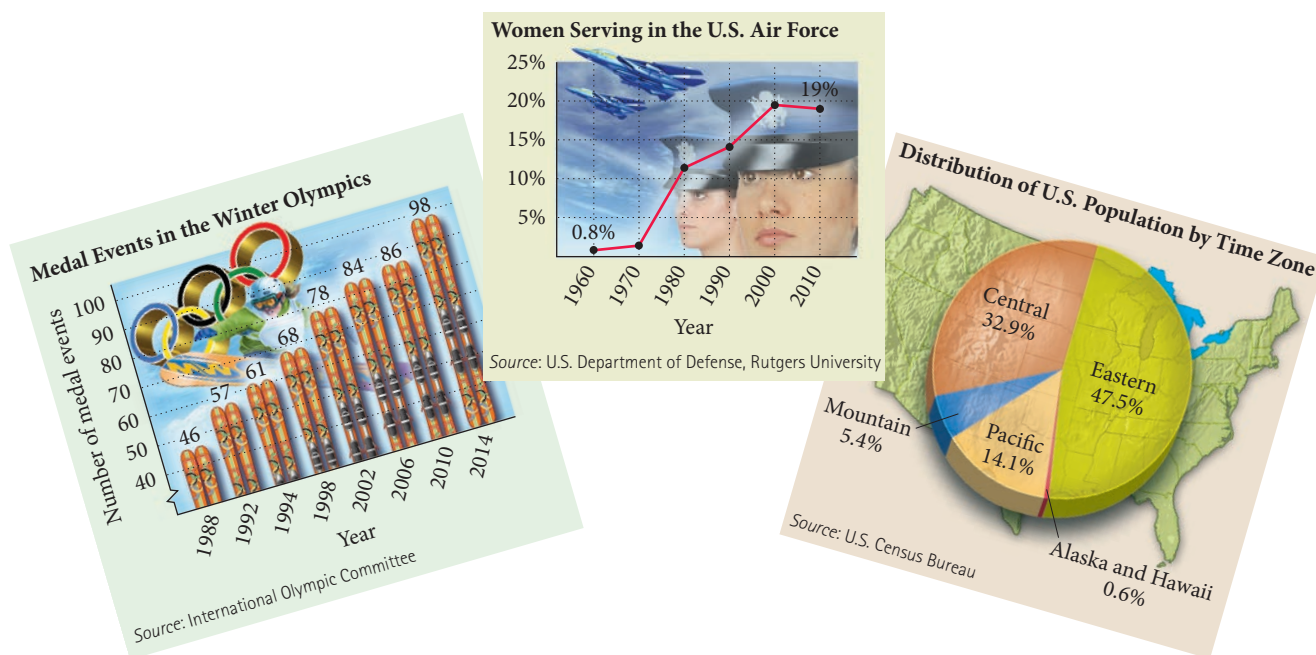 Medal Events in the Winter Olympics
Number of medal events
100
90
80
70
60
50
40
46
57
61
68
78
84
86
98
1988
1992
1994
1998
2002
2006
2010
2014
Year
Source: International Olympic Committee
Women Serving in the U.S. Air Force
25%
20%
15%
10%
5%
0.8%
19%
1960
1970
1980
1990
2000
2010
Year
Source: U.S. Department of Defense, Rutgers University
Distribution of U.S. Population by Time Zone
Central
32.9%
Eastern
47.5%
Mountain
5.4%
Pacific
14.1%
Alaska and Hawaii
0.6%
Source: U.S. Census Bureau